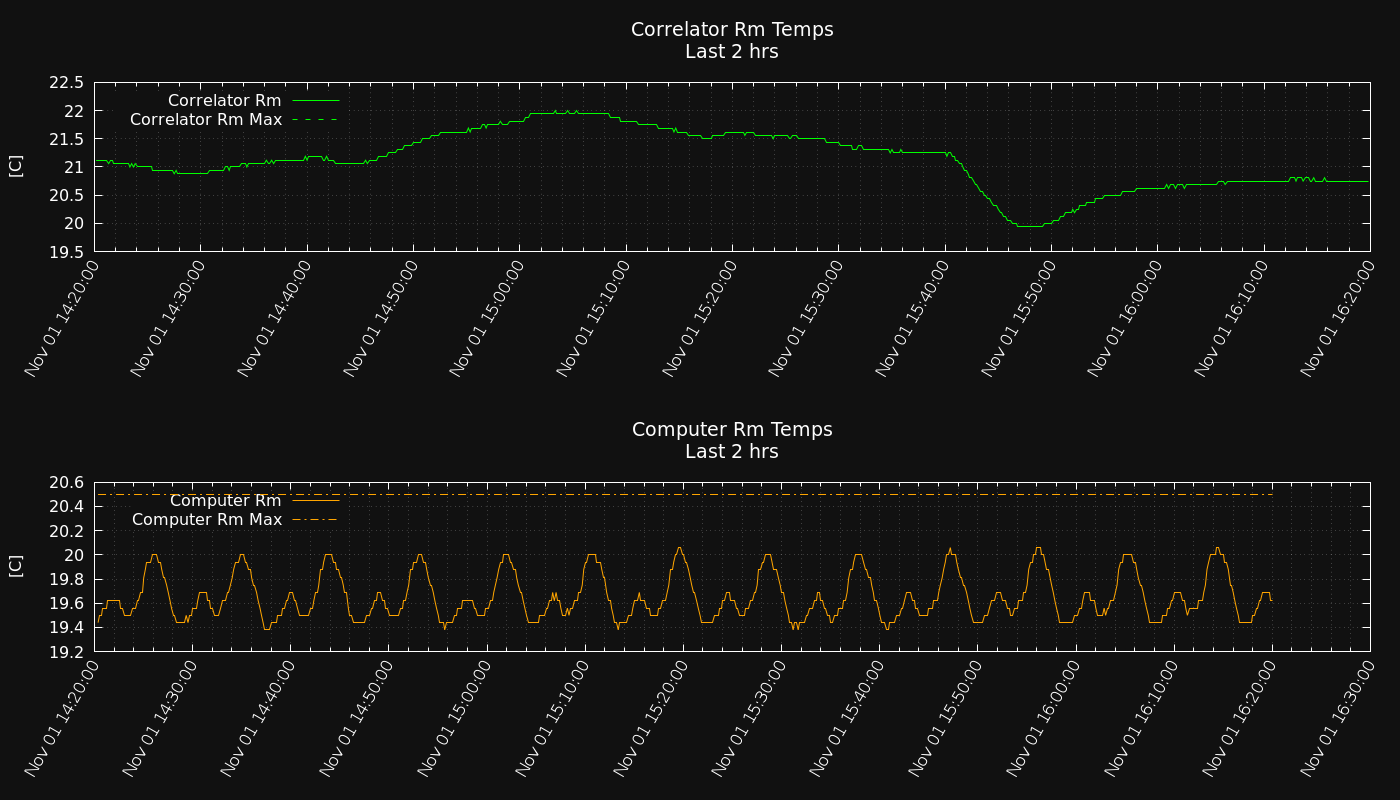 Correlator Rm Temps
Last 2 hrs
22.5
22
21.5
21
20.5
20
19.5
[C]
Correlator Rm
Correlator Rm Max
Nov 01 14:20:00
Nov 01 14:30:00
Nov 01 14:40:00
Nov 01 14:50:00
Nov 01 15:00:00
Nov 01 15:10:00
Nov 01 15:20:00
Nov 01 15:30:00
Nov 01 15:40:00
Nov 01 15:50:00
Nov 01 16:00:00
Nov 01 16:10:00
Nov 01 16:20:00
Computer Rm Temps
Last 2 hrs
20.6
20.4
20.2
20
19.8
19.6
19.4
19.2
[C]
Computer Rm
Computer Rm Max
Nov 01 14:20:00
Nov 01 14:30:00
Nov 01 14:40:00
Nov 01 14:50:00
Nov 01 15:00:00
Nov 01 15:10:00
Nov 01 15:20:00
Nov 01 15:30:00
Nov 01 15:40:00
Nov 01 15:50:00
Nov 01 16:00:00
Nov 01 16:10:00
Nov 01 16:20:00
Nov 01 16:30:00